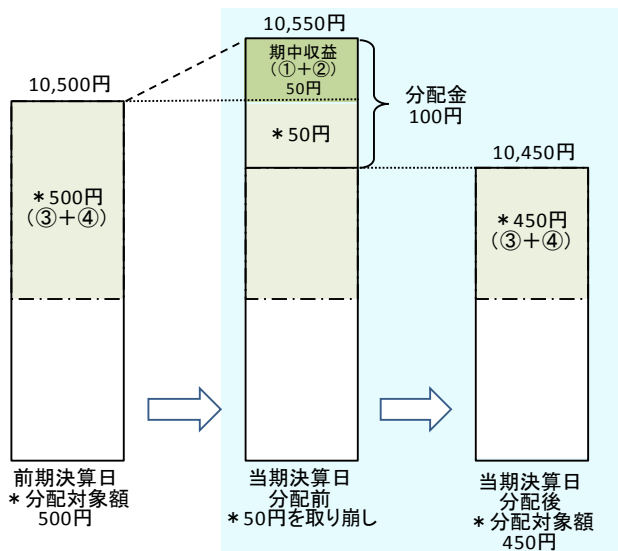 10,500円
＊500円
（③＋④）
前期決算日
＊分配対象額
500円
10,550円
期中収益
（①＋②）
50円
＊50円
分配金
100円
当期決算日
分配前
＊50円を取り崩し
10,450円
＊450円
（③＋④）
当期決算日
分配後
＊分配対象額
450円